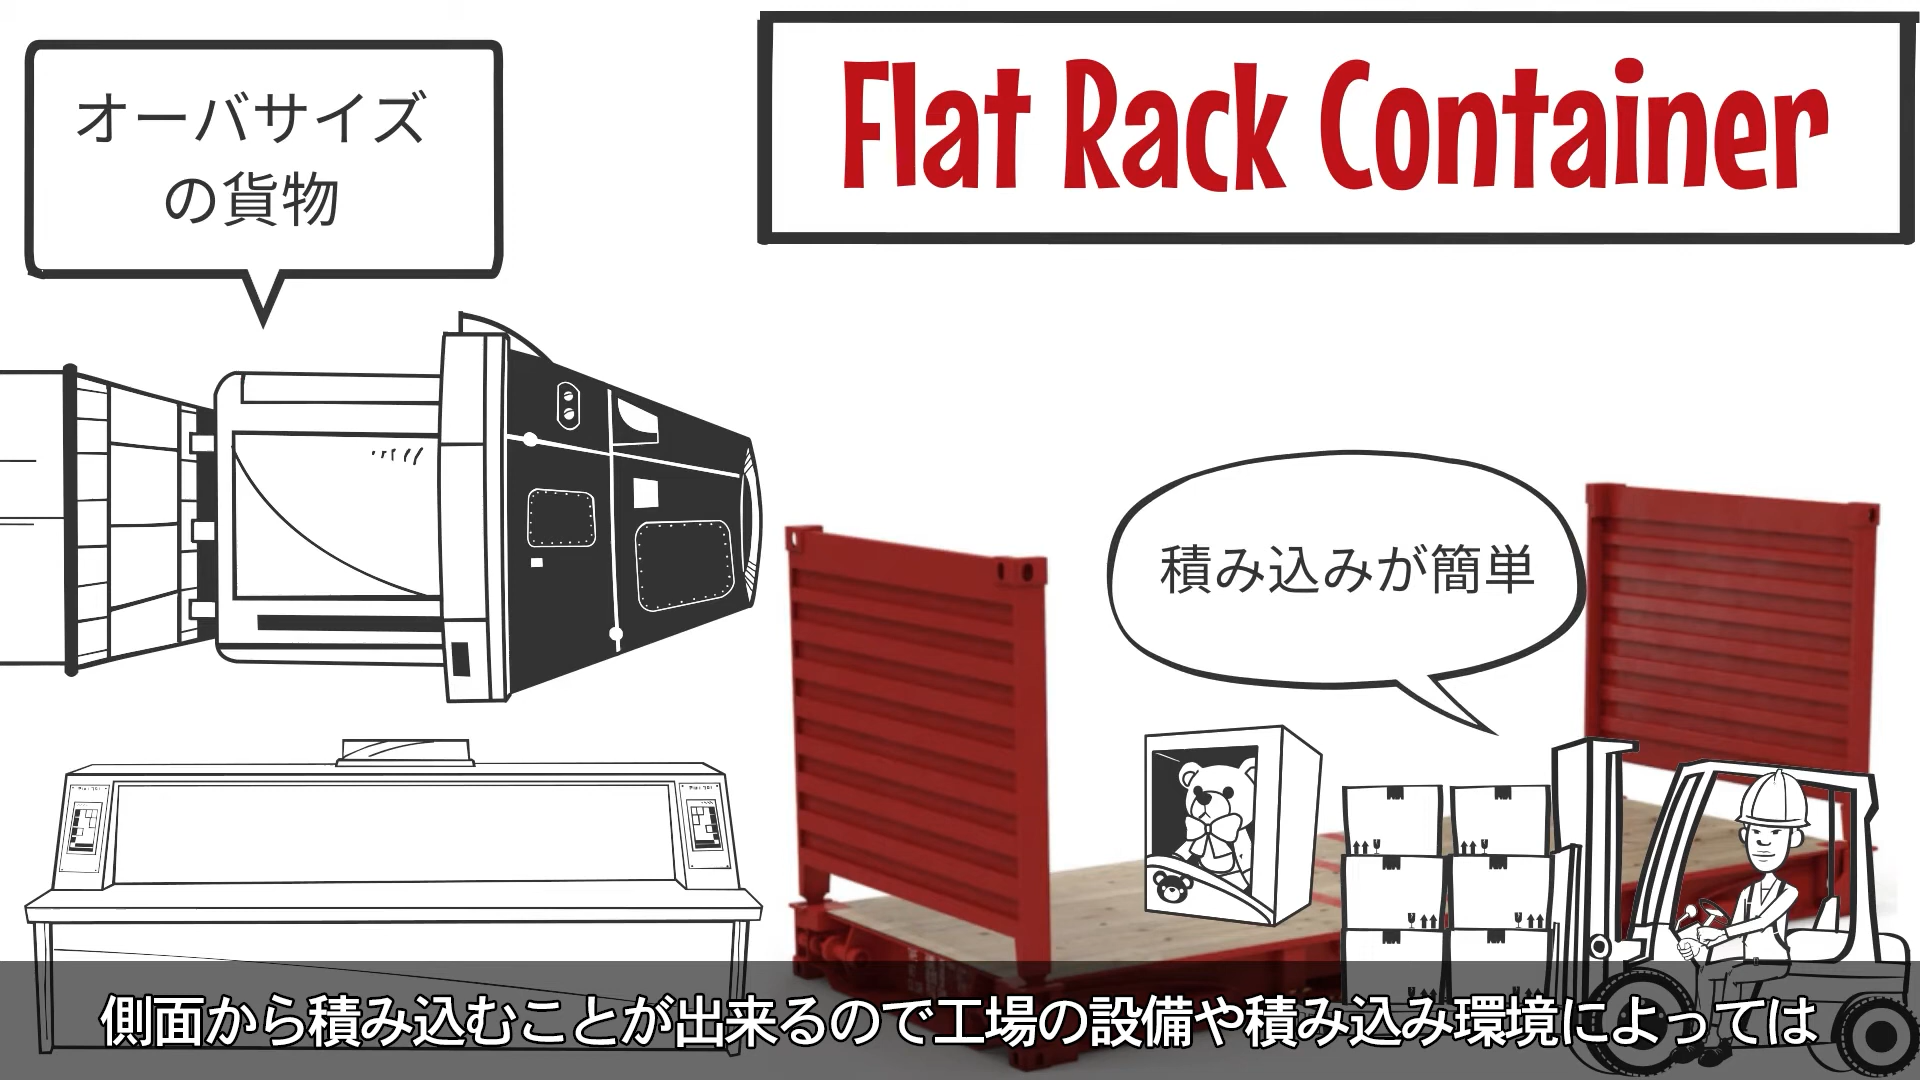 オーバサイズ
の貨物
Flat Rack Container
積み込みが簡単
側面から積み込むことが出来るので工場の設備や積み込み環境によっては